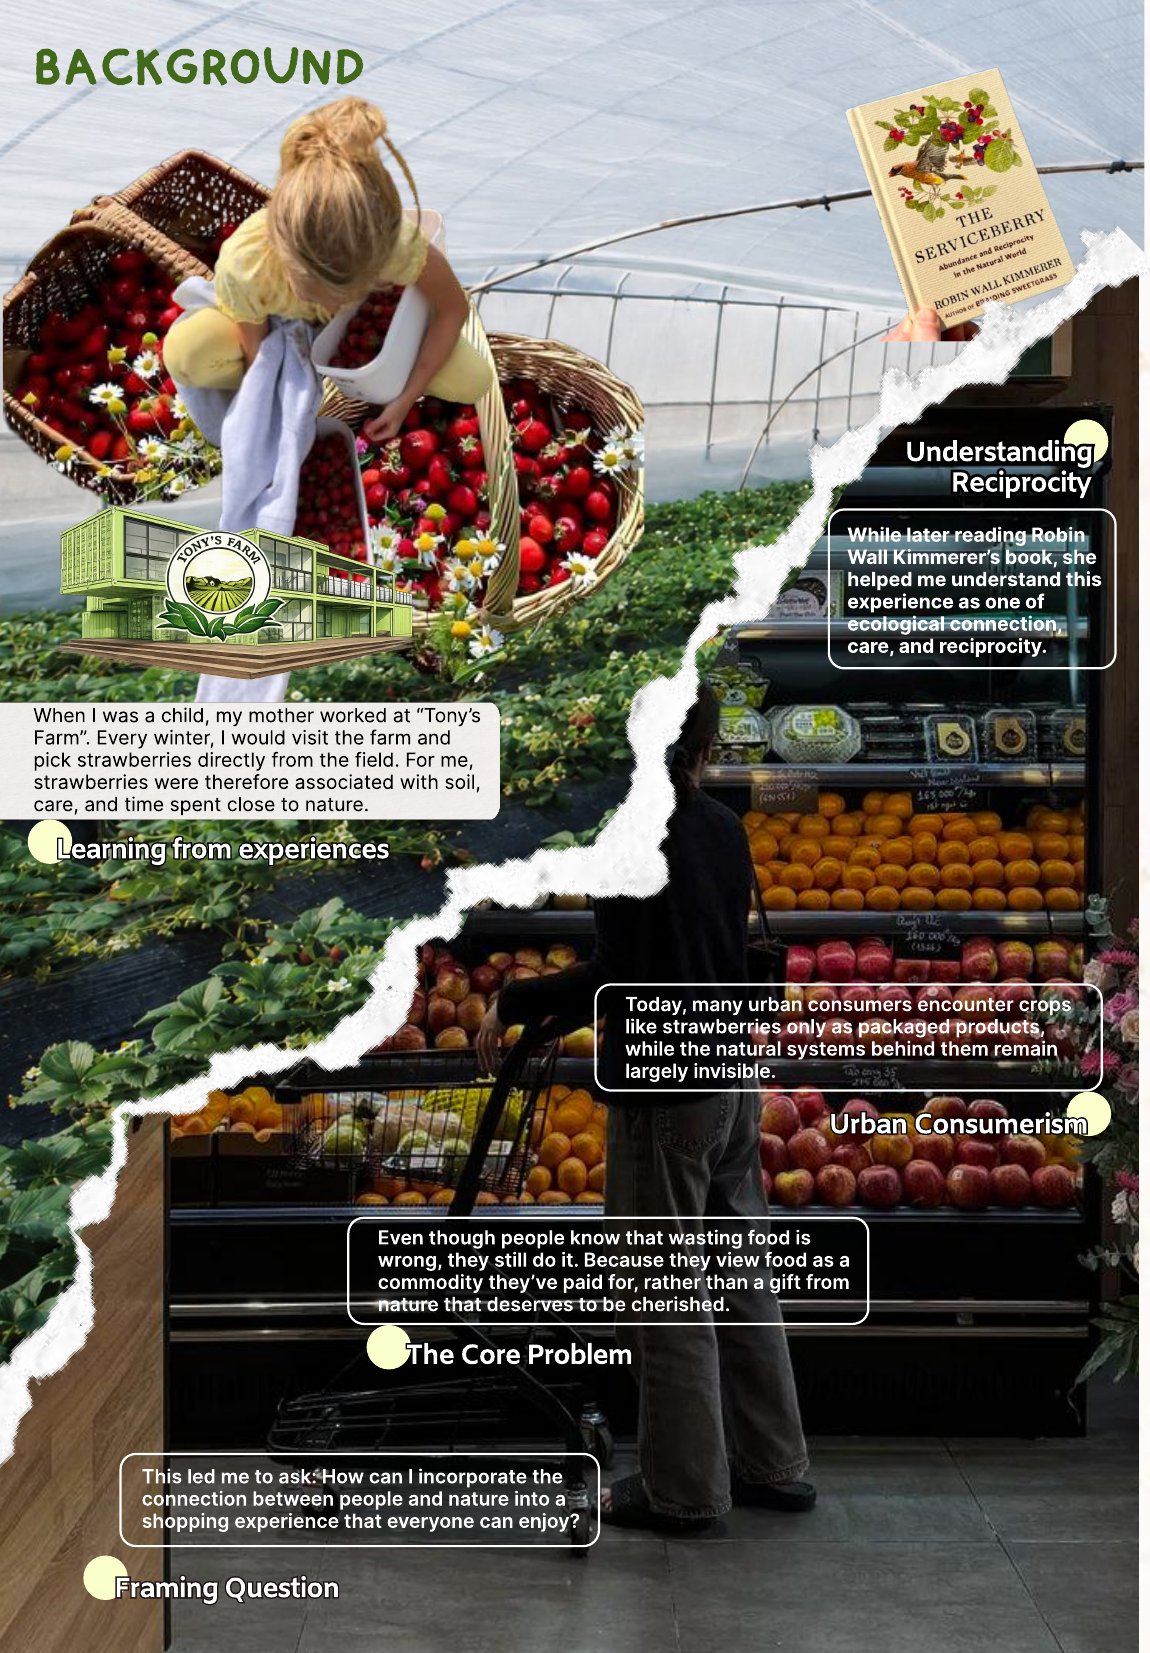 BACKGROUND
THE
SERVICEBERRY
Abundance and Reciprocity
in the Natural World
ROBIN WALL KIMMERER
AUTHOR OF BRAIDING SWEETGRASS
Understanding
Reciprocity
While later reading Robin
Wall Kimmerer's book, she
helped me understand this
experience as one of
ecological connection,
care, and reciprocity.
TONY'S FARM
When I was a child, my mother worked at “Tony's
Farm”. Every winter, I would visit the farm and
pick strawberries directly from the field. For me,
strawberries were therefore associated with soil,
care, and time spent close to nature.
Learning from experiences
Today, many urban consumers encounter crops
like strawberries only as packaged products,
while the natural systems behind them remain
largely invisible.
Urban Consumerism
Even though people know that wasting food is
wrong, they still do it. Because they view food as a
commodity they've paid for, rather than a gift from
nature that deserves to be cherished.
The Core Problem
This led me to ask: How can I incorporate the
connection between people and nature into a
shopping experience that everyone can enjoy?
Framing Question